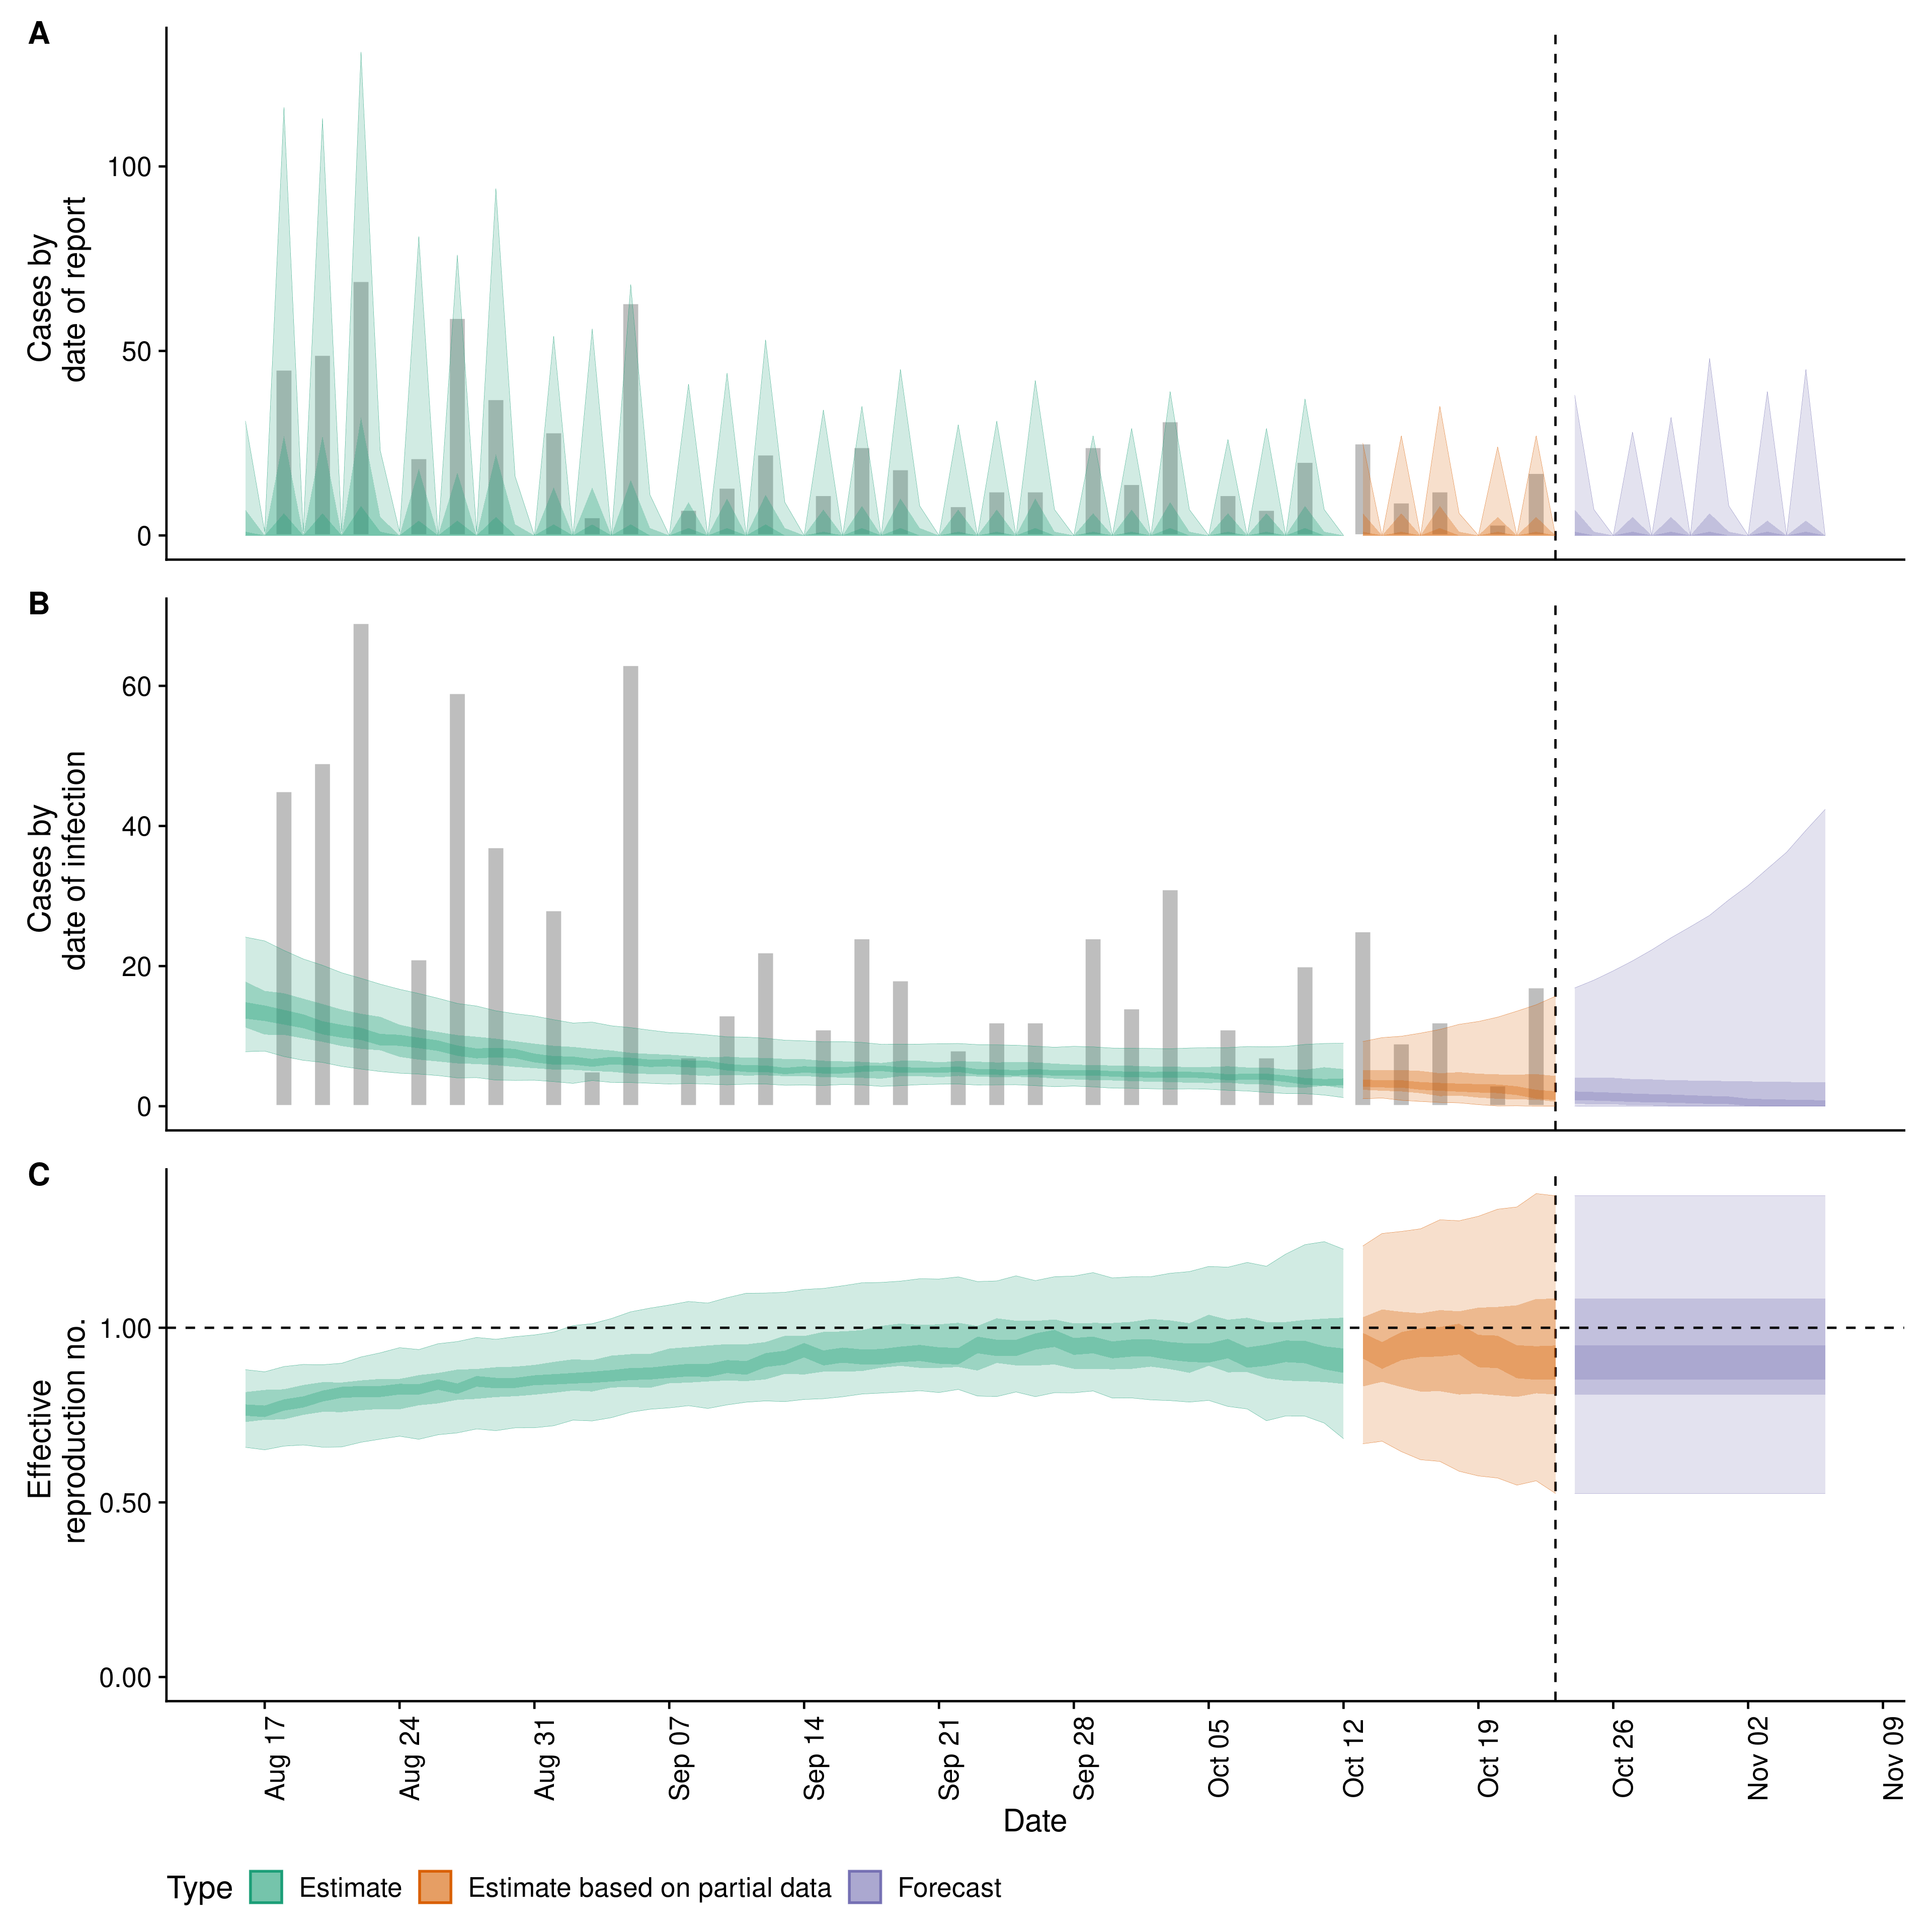 A
Cases by
date of report
100
50
0
B
Cases by
date of infection
60
40
20
0
C
Effective
reproduction no.
1.00
0.50
0.00
Aug 17
Aug 24
Aug 31
Sep 07
Sep 14
Sep 21
Sep 28
Oct 05
Oct 12
Oct 19
Oct 26
Nov 02
Nov 09
Date
Type Estimate Estimate based on partial data Forecast